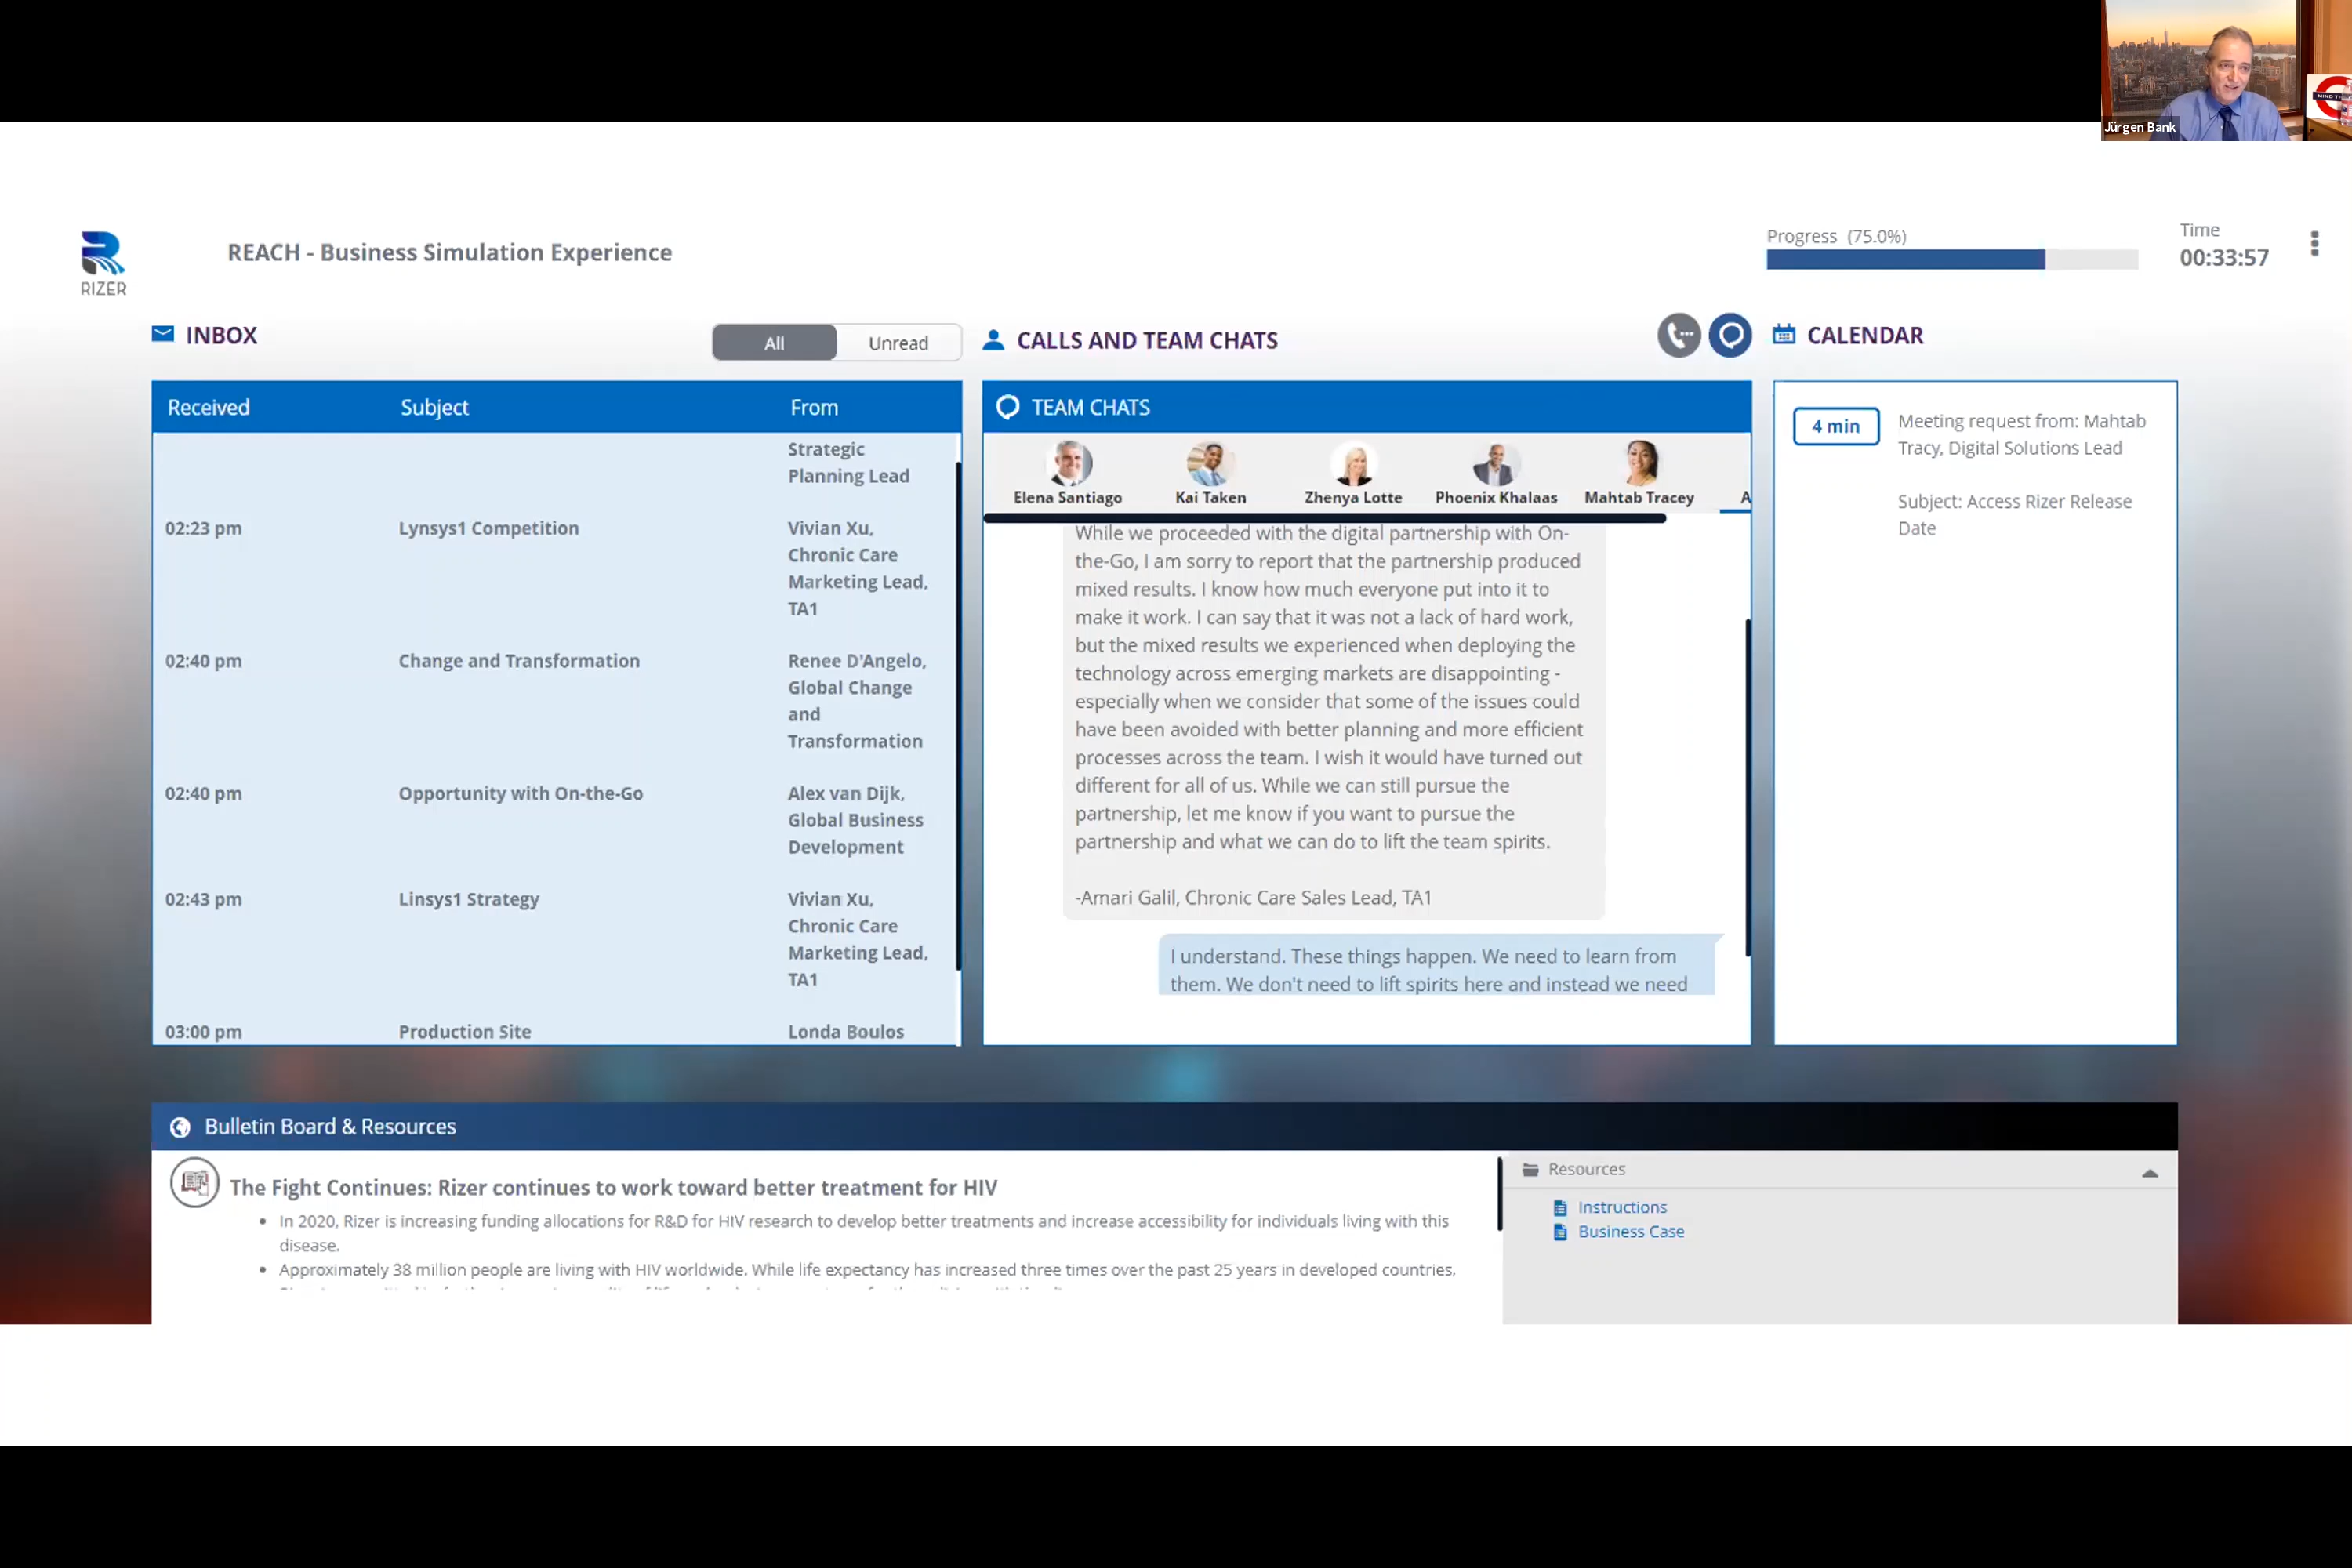 Jürgen Bank
MIND T
RIZER
REACH - Business Simulation Experience
Progress (75.0%)
Time
00:33:57
INBOX
All
Unread
Received
Subject
From
Strategic
Planning Lead
02:23 pm
Lynsys1 Competition
Vivian Xu,
Chronic Care
Marketing Lead,
TA1
02:40 pm
Change and Transformation
Renee D'Angelo,
Global Change
and
Transformation
02:40 pm
Opportunity with On-the-Go
Alex van Dijk,
Global Business
Development
02:43 pm
Linsys1 Strategy
Vivian Xu,
Chronic Care
Marketing Lead,
TA1
03:00 pm
Production Site
Londa Boulos
CALLS AND TEAM CHATS
TEAM CHATS
Elena Santiago
Kai Taken
Zhenya Lotte
Phoenix Khalaas
Mahtab Tracey
A
While we proceeded with the digital partnership with On-
the-Go, I am sorry to report that the partnership produced
mixed results. I know how much everyone put into it to
make it work. I can say that it was not a lack of hard work,
but the mixed results we experienced when deploying the
technology across emerging markets are disappointing -
especially when we consider that some of the issues could
have been avoided with better planning and more efficient
processes across the team. I wish it would have turned out
different for all of us. While we can still pursue the
partnership, let me know if you want to pursue the
partnership and what we can do to lift the team spirits.
-Amari Galil, Chronic Care Sales Lead, TA1
I understand. These things happen. We need to learn from
them. We don't need to lift spirits here and instead we need
CALENDAR
4 min
Meeting request from: Mahtab
Tracy, Digital Solutions Lead
Subject: Access Rizer Release
Date
Bulletin Board & Resources
The Fight Continues: Rizer continues to work toward better treatment for HIV
In 2020, Rizer is increasing funding allocations for R&D for HIV research to develop better treatments and increase accessibility for individuals living with this
disease.
Approximately 38 million people are living with HIV worldwide. While life expectancy has increased three times over the past 25 years in developed countries,
Resources
Instructions
Business Case